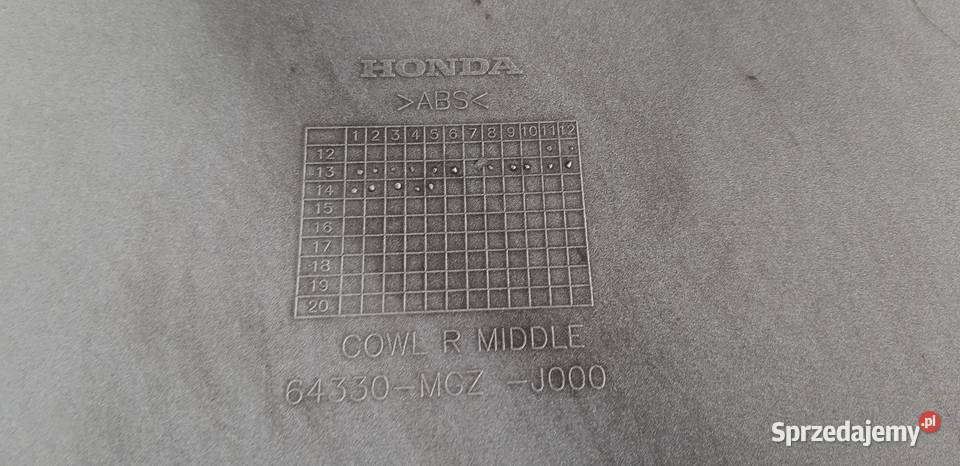 HONDA
>ABS<
1 2 3 4 5 6 7 8 9 10 11 12
12
13
14
15
16
17
18
19
20
COWL R MIDDLE
64330-MGZ -J000
Sprzedajemy.pl